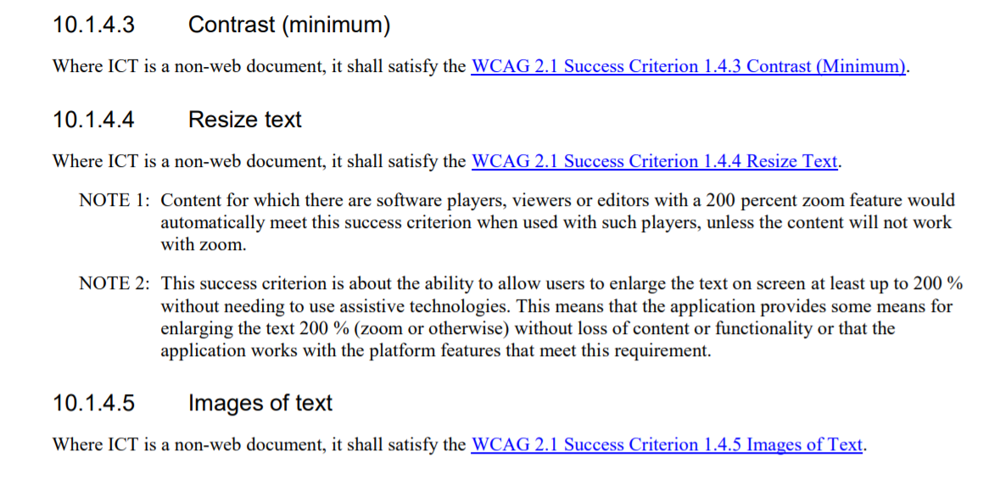 10.1.4.3 Contrast (minimum)
Where ICT is a non-web document, it shall satisfy the WCAG 2.1 Success Criterion 1.4.3 Contrast (Minimum).
10.1.4.4 Resize text
Where ICT is a non-web document, it shall satisfy the WCAG 2.1 Success Criterion 1.4.4 Resize Text.
NOTE 1: Content for which there are software players, viewers or editors with a 200 percent zoom feature would
automatically meet this success criterion when used with such players, unless the content will not work
with zoom.
NOTE 2: This success criterion is about the ability to allow users to enlarge the text on screen at least up to 200 %
without needing to use assistive technologies. This means that the application provides some means for
enlarging the text 200 % (zoom or otherwise) without loss of content or functionality or that the
application works with the platform features that meet this requirement.
10.1.4.5 Images of text
Where ICT is a non-web document, it shall satisfy the WCAG 2.1 Success Criterion 1.4.5 Images of Text.